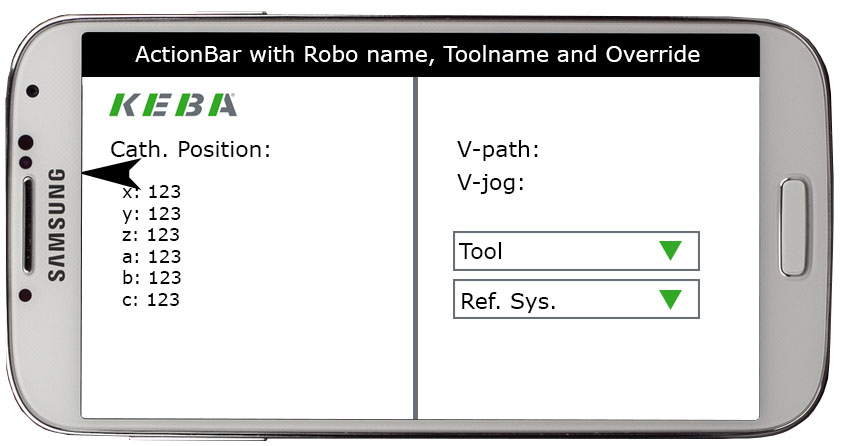 SAMSUNG
ActionBar with Robo name, Toolname and Override
KEBA
Cath. Position:
x: 123
y: 123
z: 123
a: 123
b: 123
c: 123
V-path:
V-jog:
Tool
Ref. Sys.